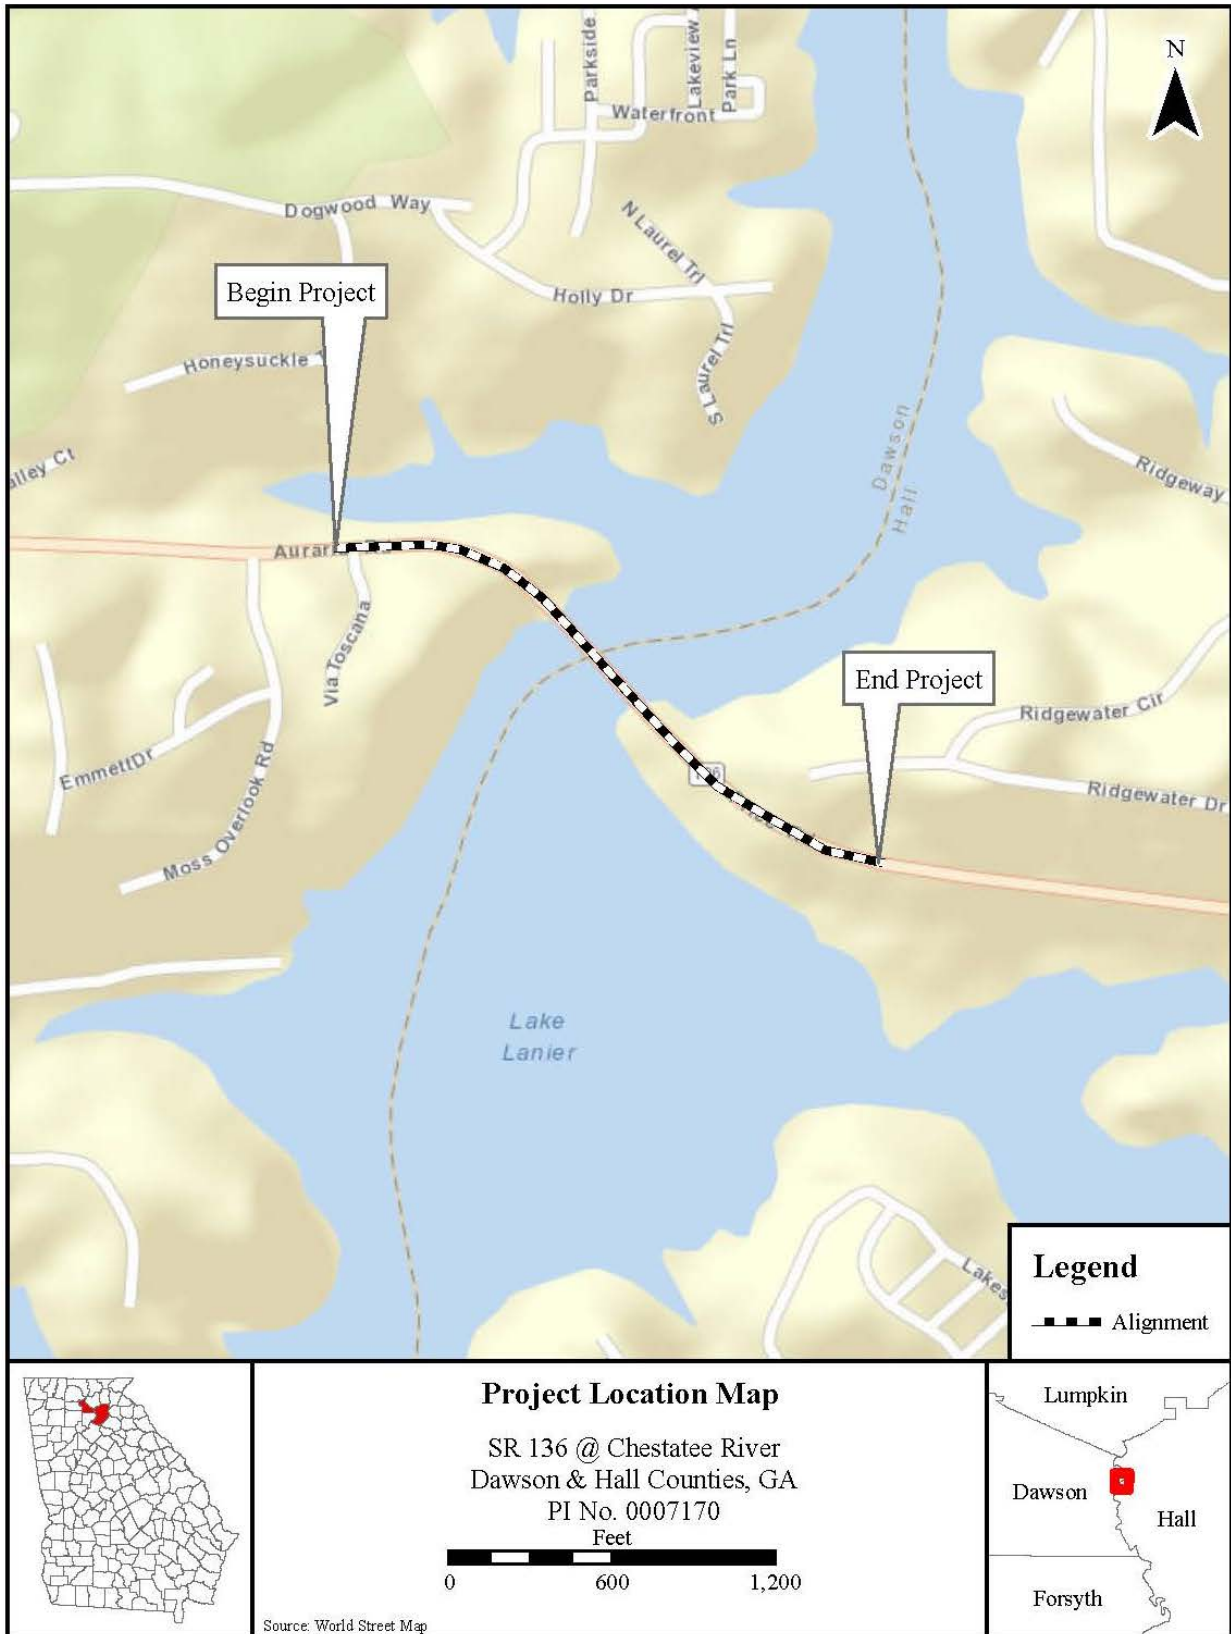 N
Parkside
Lakeview
Park Ln
Waterfront
Dogwood Way
N Laurel Trl
Begin Project
Holly Dr
Honeysuckle
S Laurel Trl
Dawson
Hall
alley Ct
Ridgeway
Via Toscana
End Project
Ridgewater Cir
Emmett Dr
Moss Overlook Rd
Ridgewater Dr
Lake
Lanier
Legend
Alignment
Project Location Map
SR 136 @ Chestatee River
Dawson & Hall Counties, GA
PI No. 0007170
Feet
0 600 1,200
Source: World Street Map
Lumpkin
Dawson
Hall
Forsyth